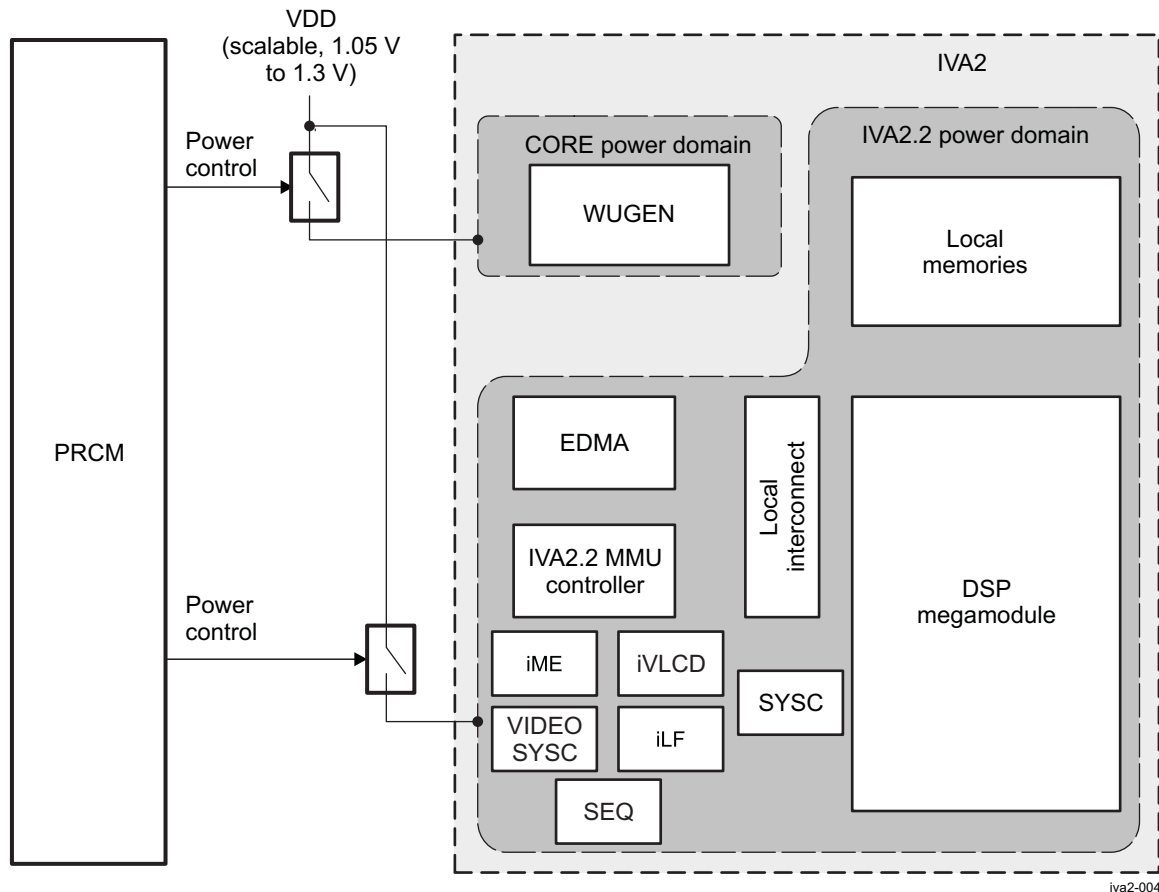 VDD
(scalable, 1.05 V
to 1.3 V)
IVA2
Power
control
CORE power domain
IVA2.2 power domain
WUGEN
Local
memories
PRCM
EDMA
Local
interconnect
IVA2.2 MMU
controller
DSP
megamodule
Power
control
iME
iVLCD
SYSC
VIDEO
SYSC
iLF
SEQ
iva2-004